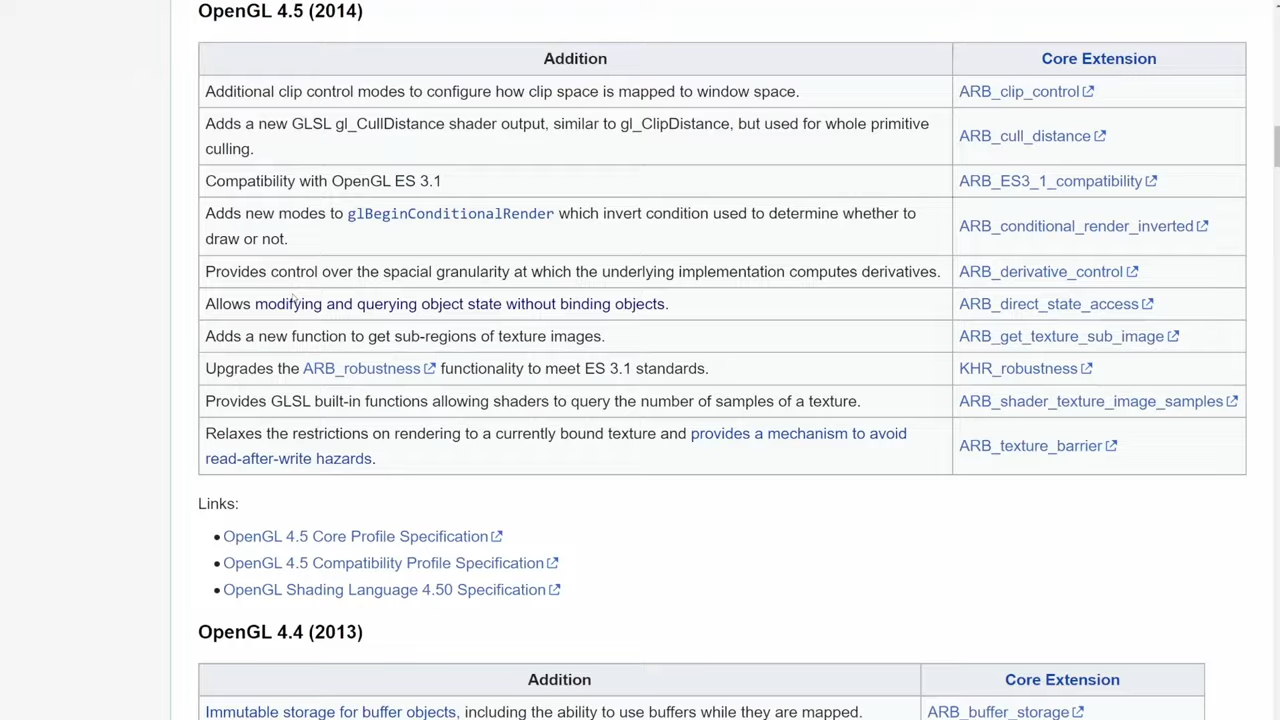 OpenGL 4.5 (2014)
Addition
Core Extension
Additional clip control modes to configure how clip space is mapped to window space.
ARB_clip_control
Adds a new GLSL gl_CullDistance shader output, similar to gl_ClipDistance, but used for whole primitive
culling.
ARB_cull_distance
Compatibility with OpenGL ES 3.1
ARB_ES3_1_compatibility
Adds new modes to glBeginConditionalRender which invert condition used to determine whether to
draw or not.
ARB_conditional_render_inverted
Provides control over the spacial granularity at which the underlying implementation computes derivatives.
ARB_derivative_control
Allows modifying and querying object state without binding objects.
ARB_direct_state_access
Adds a new function to get sub-regions of texture images.
ARB_get_texture_sub_image
Upgrades the ARB_robustness functionality to meet ES 3.1 standards.
KHR_robustness
Provides GLSL built-in functions allowing shaders to query the number of samples of a texture.
ARB_shader_texture_image_samples
Relaxes the restrictions on rendering to a currently bound texture and provides a mechanism to avoid
read-after-write hazards.
ARB_texture_barrier
Links:
• OpenGL 4.5 Core Profile Specification
• OpenGL 4.5 Compatibility Profile Specification
• OpenGL Shading Language 4.50 Specification
OpenGL 4.4 (2013)
Addition
Core Extension
Immutable storage for buffer objects, including the ability to use buffers while they are mapped.
ARB_buffer_storage